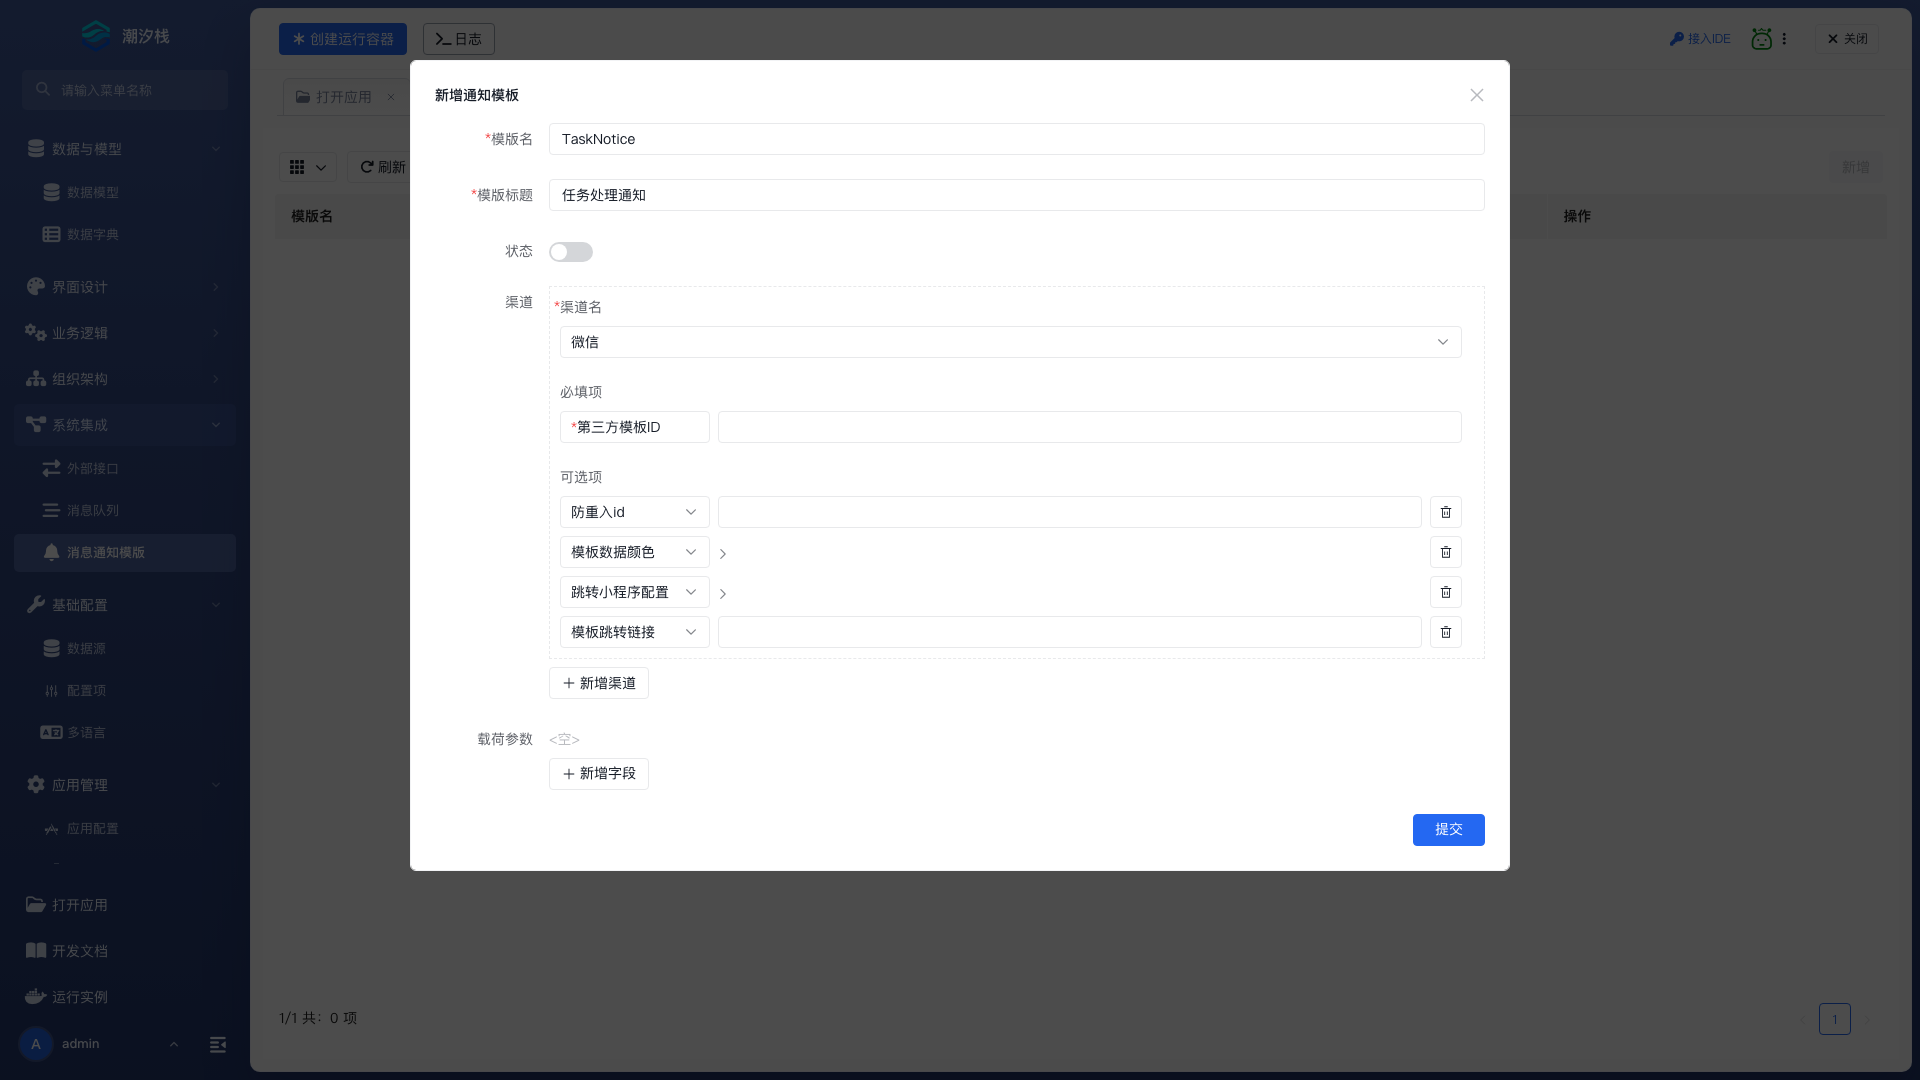 潮汐栈
请输入菜单名称
数据与模型
数据模型
数据字典
界面设计
业务逻辑
组织架构
系统集成
外部接口
消息队列
消息通知模版
基础配置
数据源
配置项
多语言
应用管理
应用配置
打开应用
开发文档
运行实例
A admin
创建运行容器 日志 接入IDE 关闭
打开应用
刷新 新增
模版名 操作
新增通知模板
*模版名 TaskNotice
*模版标题 任务处理通知
状态
渠道 *渠道名
微信
必填项
*第三方模板ID
可选项
防重入id
模板数据颜色
跳转小程序配置
模板跳转链接
新增渠道
载荷参数 <空>
新增字段
提交
1/1 共：0 项 1